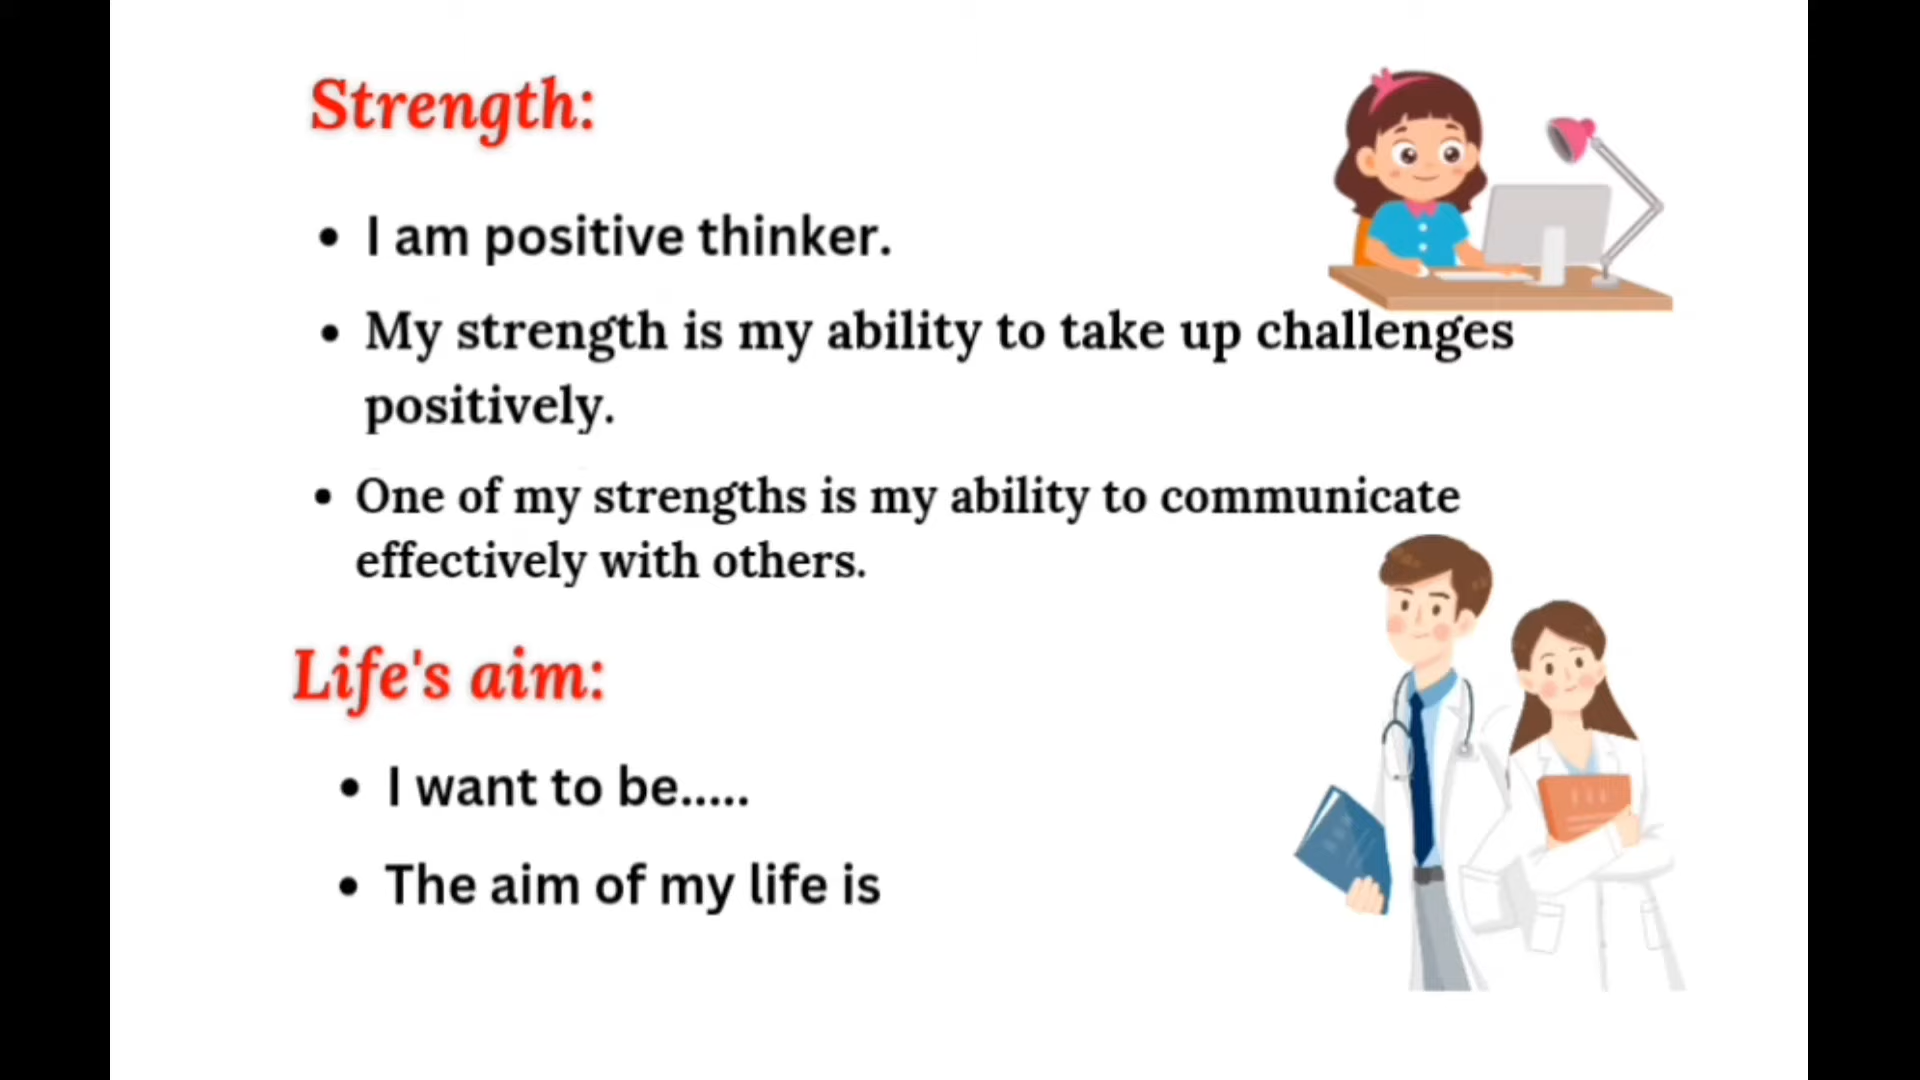 Strength:
• I am positive thinker.
• My strength is my ability to take up challenges
positively.
• One of my strengths is my ability to communicate
effectively with others.
Life's aim:
• I want to be.....
• The aim of my life is